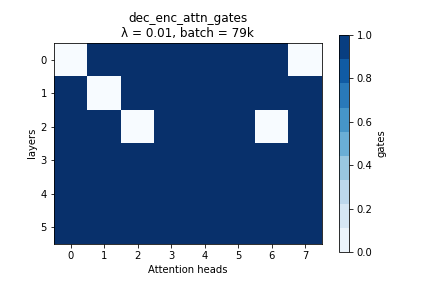 dec_enc_attn_gates
λ = 0.01, batch = 79k
layers
0
1
2
3
4
5
0 1 2 3 4 5 6 7
Attention heads
1.0
0.8
0.6
0.4
0.2
0.0
gates